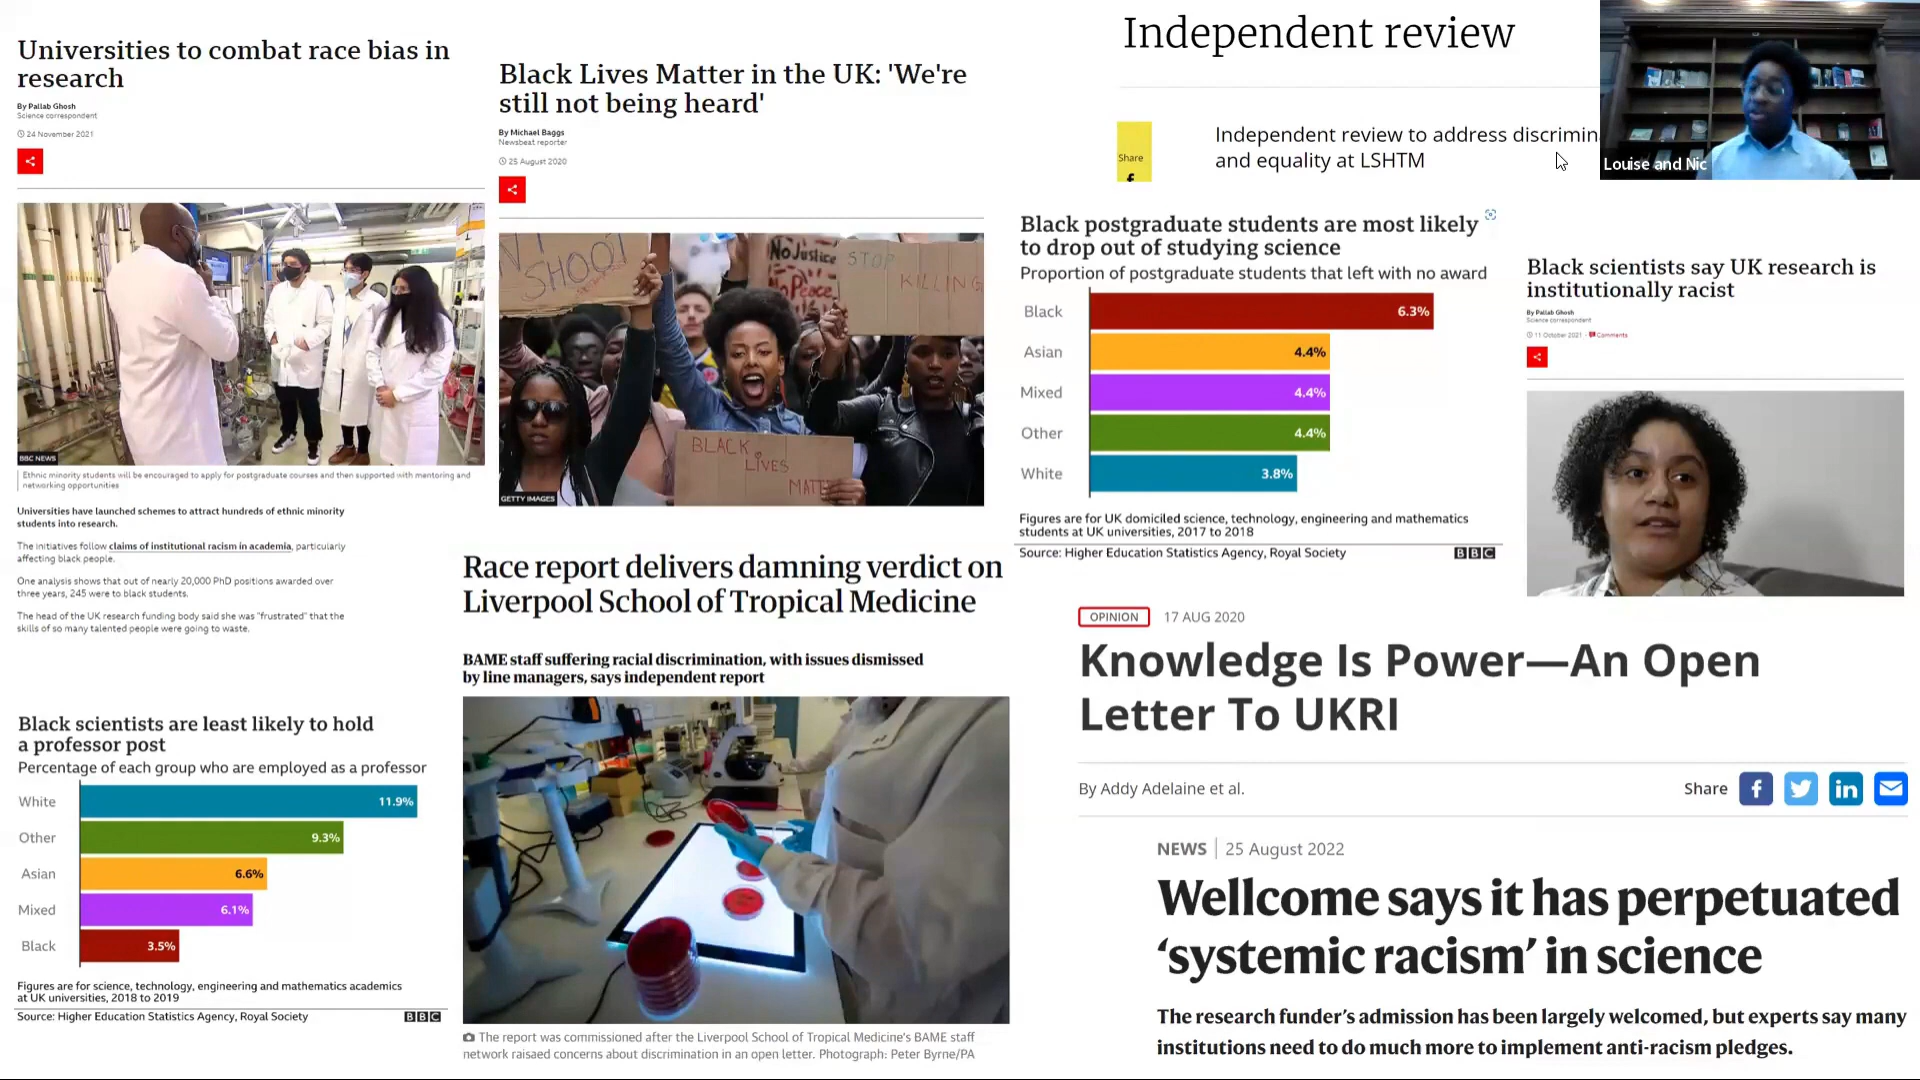 Universities to combat race bias in
research
By Pallab Ghosh
Science correspondent
24 November 2021
BBC NEWS
Ethnic minority students will be encouraged to apply for postgraduate courses and then supported with mentoring and
networking opportunities
Universities have launched schemes to attract hundreds of ethnic minority
students into research.
The initiatives follow claims of institutional racism in academia, particularly
affecting black people.
One analysis shows that out of nearly 20,000 PhD positions awarded over
three years, 245 were to black students.
The head of the UK research funding body said she was "frustrated" that the
skills of so many talented people were going to waste.
Black scientists are least likely to hold
a professor post
Percentage of each group who are employed as a professor
White 11.9%
Other 9.3%
Asian 6.6%
Mixed 6.1%
Black 3.5%
Figures are for science, technology, engineering and mathematics academics
at UK universities, 2018 to 2019
Source: Higher Education Statistics Agency, Royal Society BBC
Black Lives Matter in the UK: 'We're
still not being heard'
By Michael Baggs
Newsbeat reporter
25 August 2020
SHOOT
No Justice
No Peace
STOP
KILLING
BLACK
LIVES
MATT
GETTY IMAGES
Race report delivers damning verdict on
Liverpool School of Tropical Medicine
BAME staff suffering racial discrimination, with issues dismissed
by line managers, says independent report
The report was commissioned after the Liverpool School of Tropical Medicine's BAME staff
network raisaed concerns about discrimination in an open letter. Photograph: Peter Byrne/PA
Independent review
Share
Independent review to address discrimin
and equality at LSHTM
Louise and Nic
Black postgraduate students are most likely
to drop out of studying science
Proportion of postgraduate students that left with no award
Black 6.3%
Asian 4.4%
Mixed 4.4%
Other 4.4%
White 3.8%
Figures are for UK domiciled science, technology, engineering and mathematics
students at UK universities, 2017 to 2018
Source: Higher Education Statistics Agency, Royal Society BBC
Black scientists say UK research is
institutionally racist
By Pallab Ghosh
Science correspondent
11 October 2021 Comments
OPINION 17 AUG 2020
Knowledge Is Power—An Open
Letter To UKRI
By Addy Adelaine et al.
Share
NEWS | 25 August 2022
Wellcome says it has perpetuated
‘systemic racism’ in science
The research funder’s admission has been largely welcomed, but experts say many
institutions need to do much more to implement anti-racism pledges.